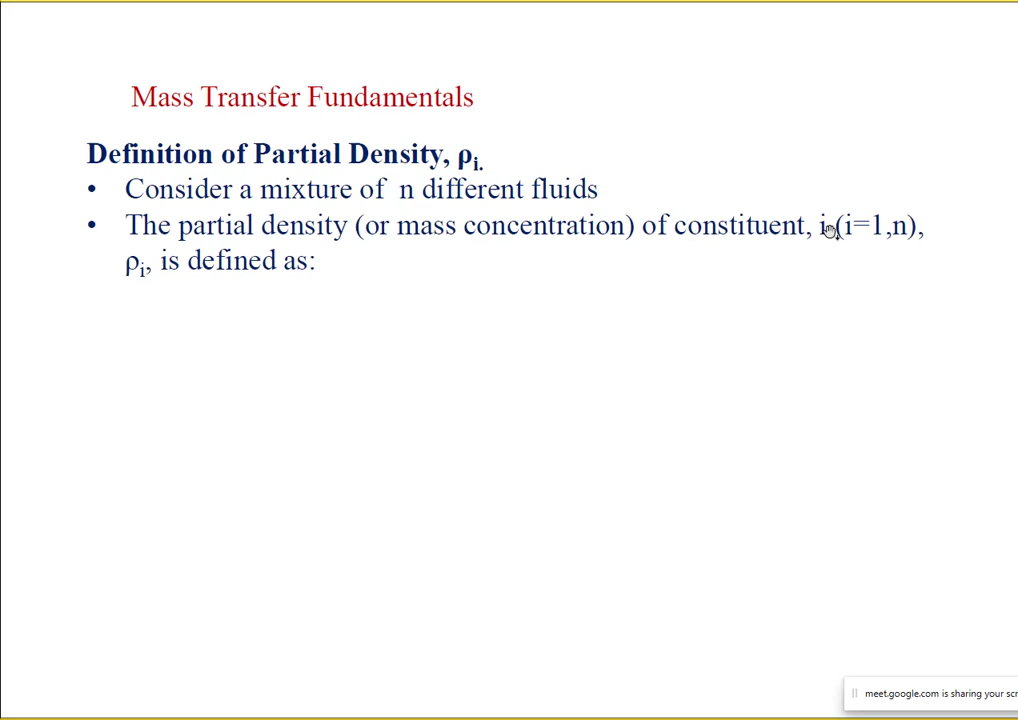 Mass Transfer Fundamentals
Definition of Partial Density, ρi.
• Consider a mixture of n different fluids
• The partial density (or mass concentration) of constituent, i (i=1,n),
ρi, is defined as:
meet.google.com is sharing your scr